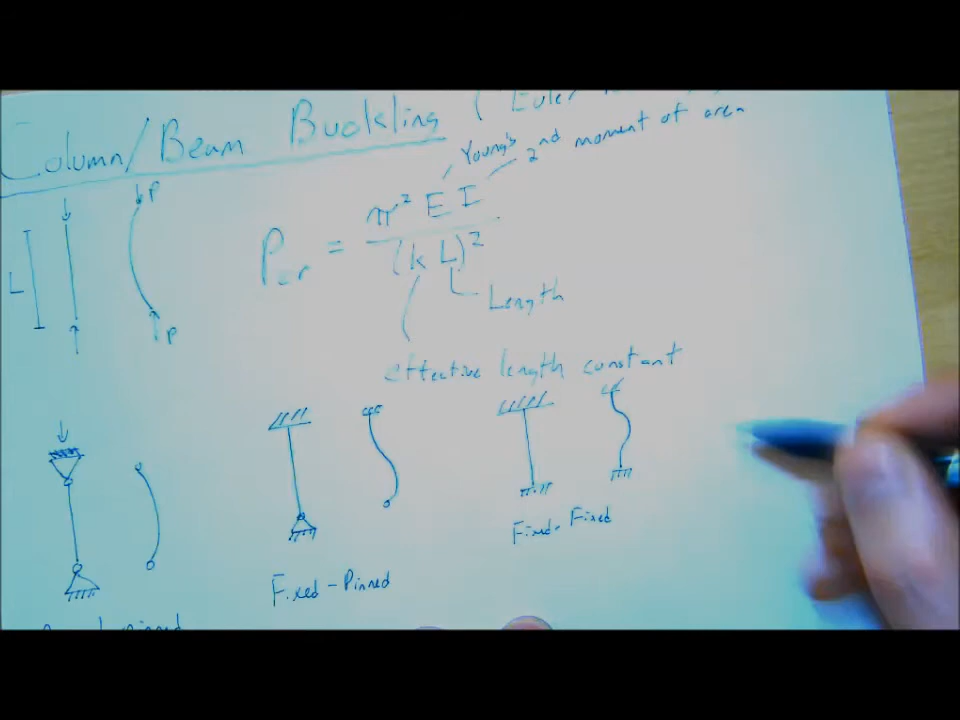 Column/Beam Buckling (Euler
Young's
2nd moment of area
P
L
P
Pcr = π² E I / (k L)²
Length
effective length constant
Fixed-Fixed
Fixed-Pinned